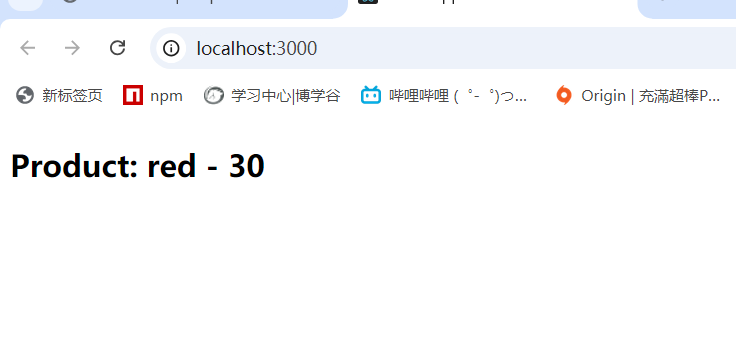 localhost:3000
新标签页 npm 学习中心|博学谷 哔哩哔哩 (゜-゜)つ... Origin | 充滿超棒P...
Product: red - 30